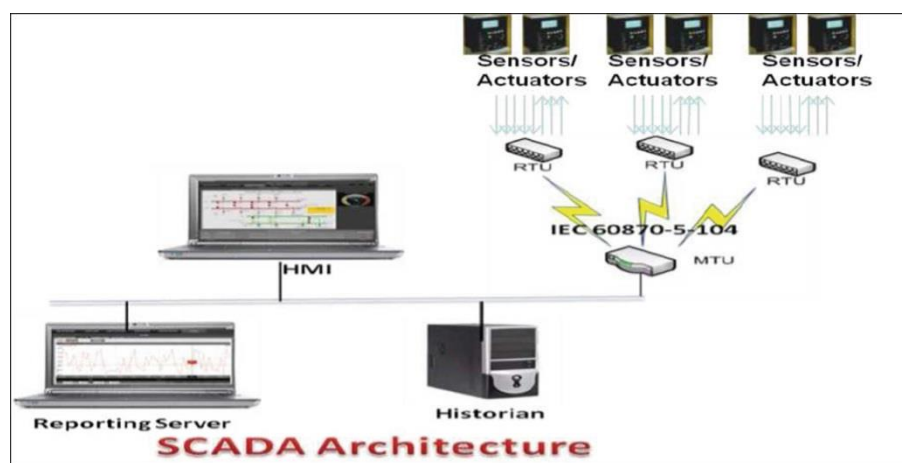 Sensors/ Sensors/ Sensors/
Actuators Actuators Actuators
RTU RTU RTU
IEC 60870-5-104
MTU
HMI
Reporting Server
Historian
SCADA Architecture